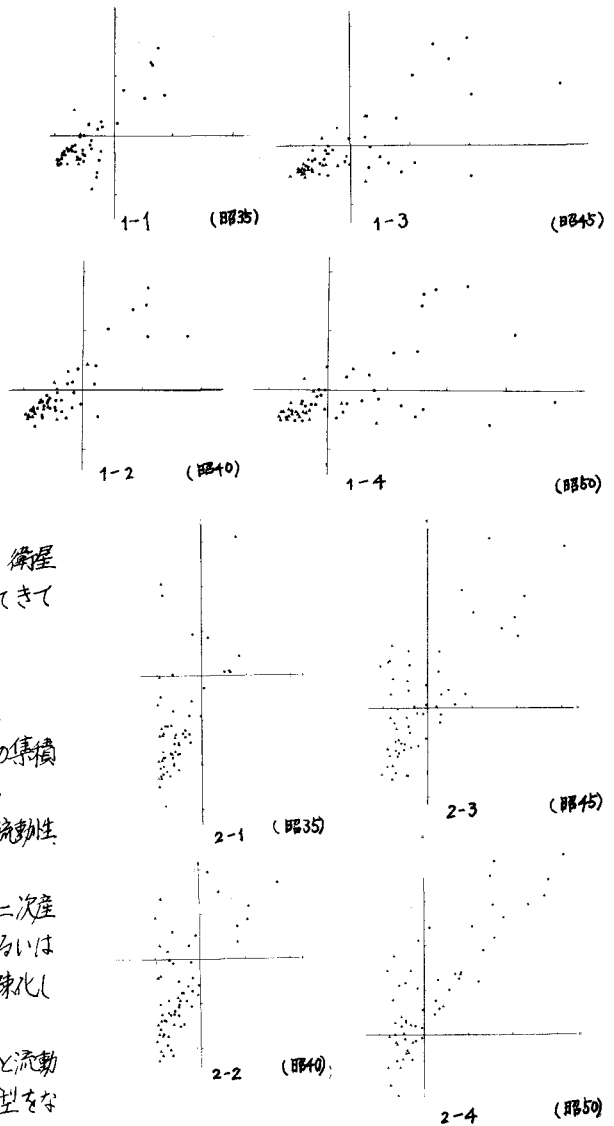 1-1 (昭35)
1-3 (昭45)
1-2 (昭40)
1-4 (昭50)
衛星
てきて
の集積
流動性
二次産
るいは
陳化し
と流動
型をな
2-1 (昭35)
2-3 (昭45)
2-2 (昭40)
2-4 (昭50)